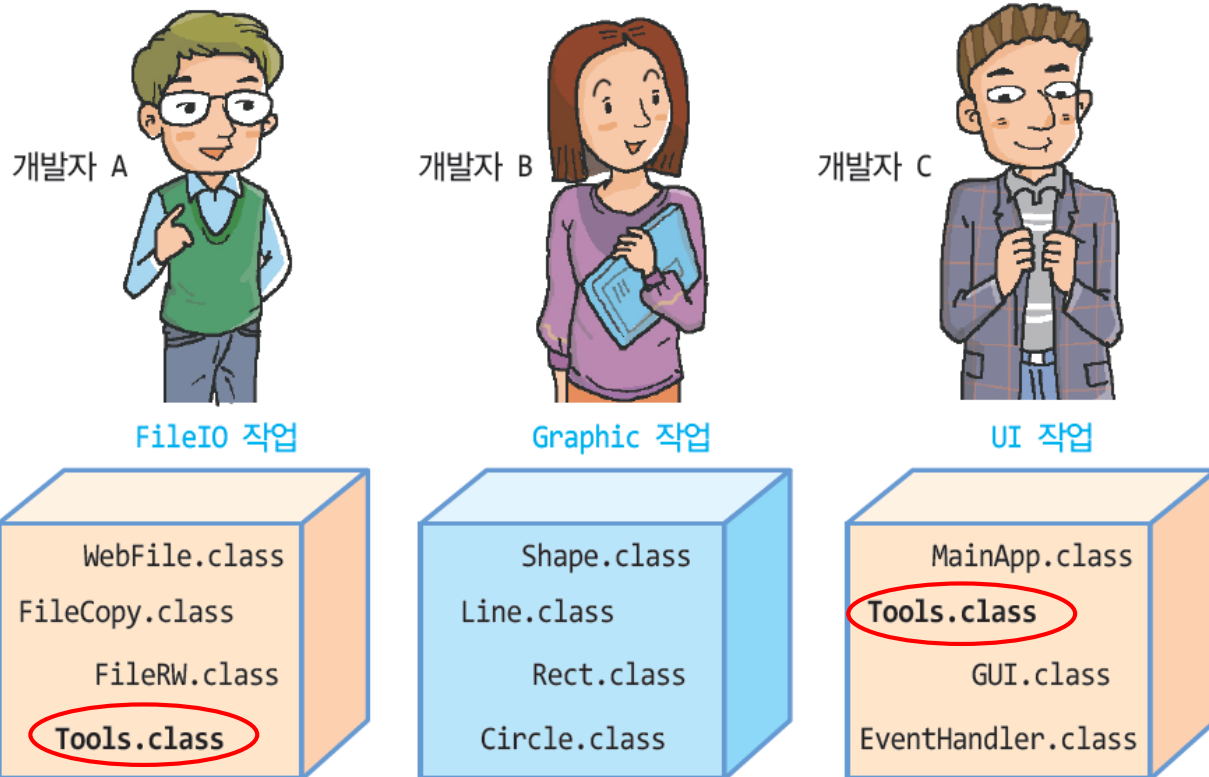 개발자 A
개발자 B
개발자 C
FileIO 작업
Graphic 작업
UI 작업
WebFile.class
FileCopy.class
FileRW.class
Tools.class
Shape.class
Line.class
Rect.class
Circle.class
MainApp.class
Tools.class
GUI.class
EventHandler.class